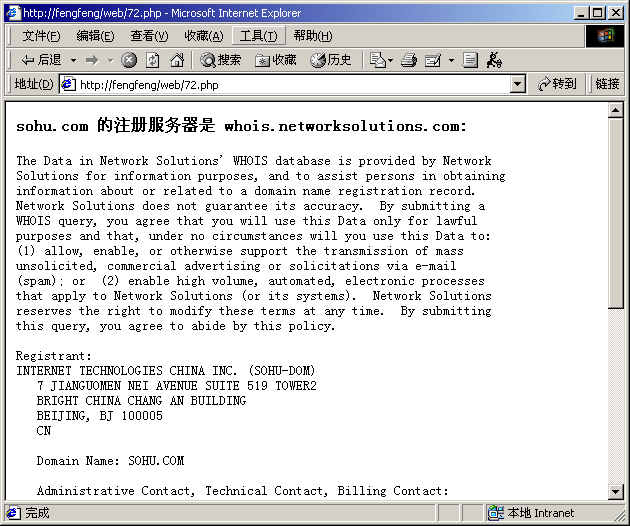 http://fengfeng/web/72.php - Microsoft Internet Explorer
文件(F) 编辑(E) 查看(V) 收藏(A) 工具(T) 帮助(H)
后退 搜索 收藏 历史
地址(D) http://fengfeng/web/72.php 转到 链接
sohu.com 的注册服务器是 whois.networksolutions.com:
The Data in Network Solutions' WHOIS database is provided by Network
Solutions for information purposes, and to assist persons in obtaining
information about or related to a domain name registration record.
Network Solutions does not guarantee its accuracy.  By submitting a
WHOIS query, you agree that you will use this Data only for lawful
purposes and that, under no circumstances will you use this Data to:
(1) allow, enable, or otherwise support the transmission of mass
unsolicited, commercial advertising or solicitations via e-mail
(spam); or  (2) enable high volume, automated, electronic processes
that apply to Network Solutions (or its systems).  Network Solutions
reserves the right to modify these terms at any time.  By submitting
this query, you agree to abide by this policy.
Registrant:
INTERNET TECHNOLOGIES CHINA INC. (SOHU-DOM)
7 JIANGUOMEN NEI AVENUE SUITE 519 TOWER2
BRIGHT CHINA CHANG AN BUILDING
BEIJING, BJ 100005
CN
Domain Name: SOHU.COM
Administrative Contact, Technical Contact, Billing Contact:
完成 本地 Intranet